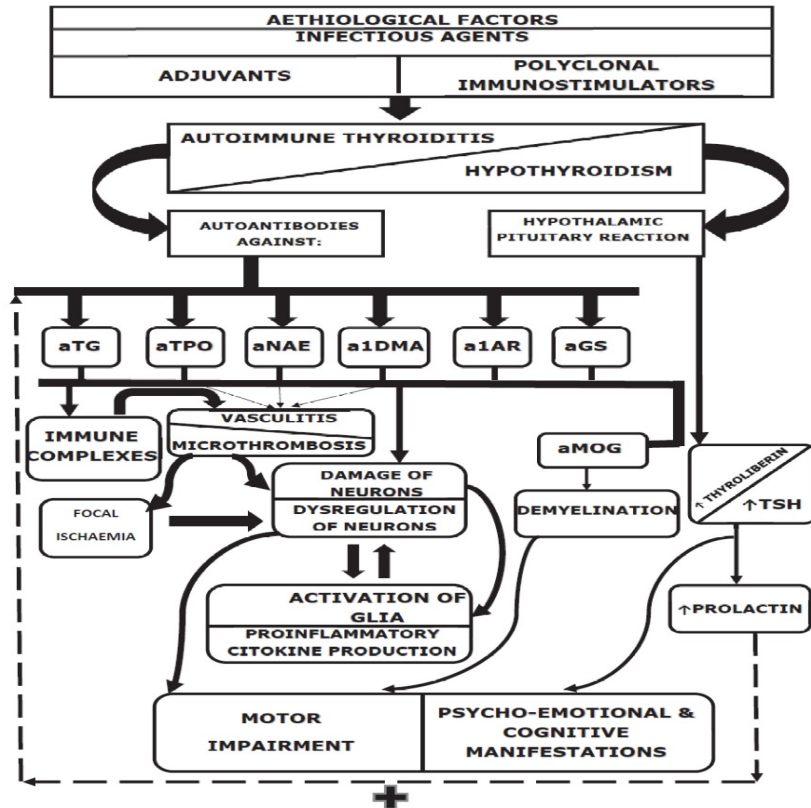 AETHIOLOGICAL FACTORS
INFECTIOUS AGENTS
ADJUVANTS
POLYCLONAL
IMMUNOSTIMULATORS
AUTOIMMUNE THYROIDITIS
HYPOTHYROIDISM
AUTOANTIBODIES
AGAINST:
HYPOTHALAMIC
PITUITARY REACTION
aTG
aTPO
aNAE
a1DMA
a1AR
aGS
IMMUNE
COMPLEXES
VASCULITIS
MICROTHROMBOSIS
aMOG
↑THYROLIBERIN
↑TSH
DAMAGE OF
NEURONS
DYSREGULATION
OF NEURONS
DEMYELINATION
FOCAL
ISCHAEMIA
ACTIVATION OF
GLIA
PROINFLAMMATORY
CITOKINE PRODUCTION
↑PROLACTIN
MOTOR
IMPAIRMENT
PSYCHO-EMOTIONAL &
COGNITIVE
MANIFESTATIONS
+